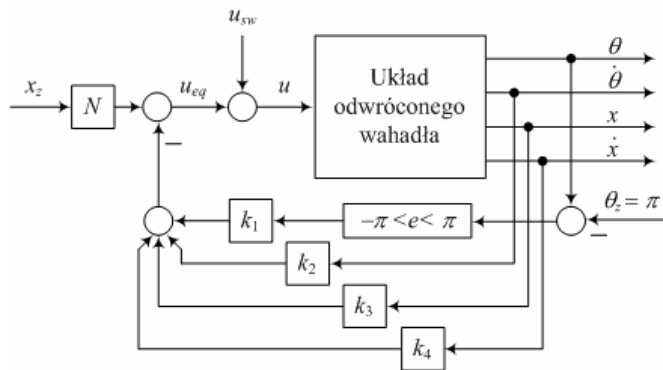 u_sw
x_z
N
u_eq
u
Układ
odwróconego
wahadła
θ
θ̇
x
ẋ
θ_z = π
–
k_1
–π <e< π
–
k_2
k_3
k_4